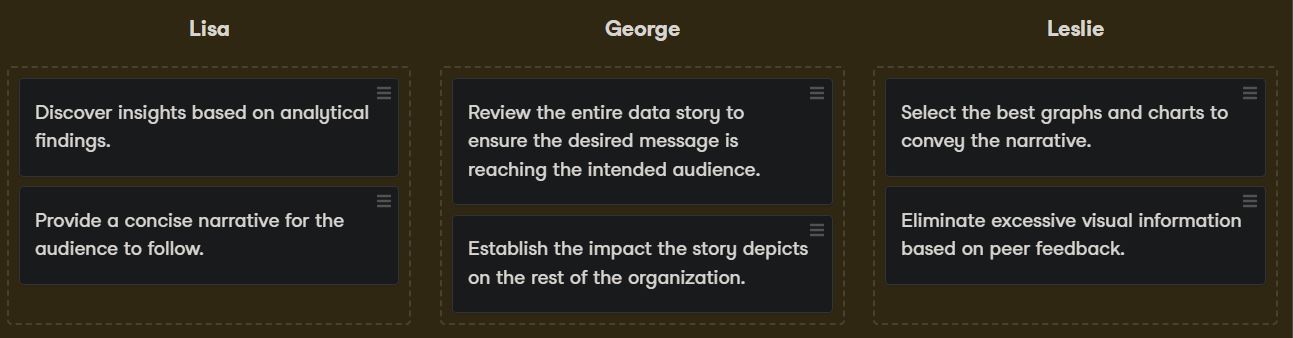 Lisa
Discover insights based on analytical
findings.
Provide a concise narrative for the
audience to follow.
George
Review the entire data story to
ensure the desired message is
reaching the intended audience.
Establish the impact the story depicts
on the rest of the organization.
Leslie
Select the best graphs and charts to
convey the narrative.
Eliminate excessive visual information
based on peer feedback.